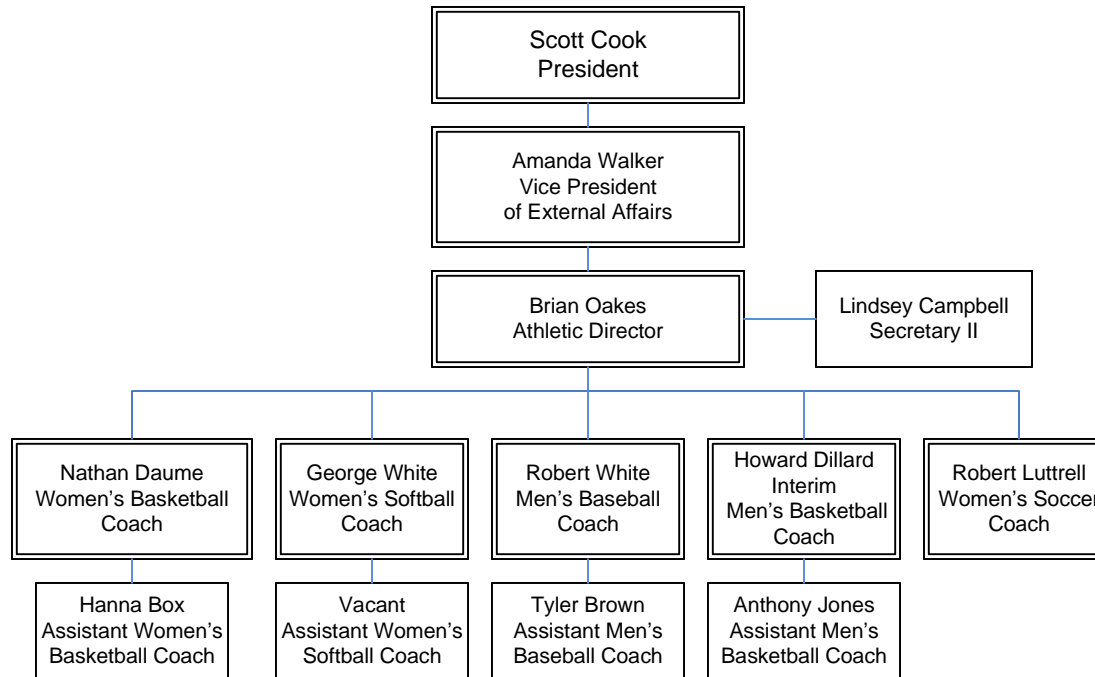 Scott Cook
President
Amanda Walker
Vice President
of External Affairs
Brian Oakes
Athletic Director
Lindsey Campbell
Secretary II
Nathan Daume
Women's Basketball
Coach
George White
Women's Softball
Coach
Robert White
Men's Baseball
Coach
Howard Dillard
Interim
Men's Basketball
Coach
Robert Luttrell
Women's Soccer
Coach
Hanna Box
Assistant Women's
Basketball Coach
Vacant
Assistant Women's
Softball Coach
Tyler Brown
Assistant Men's
Baseball Coach
Anthony Jones
Assistant Men's
Basketball Coach